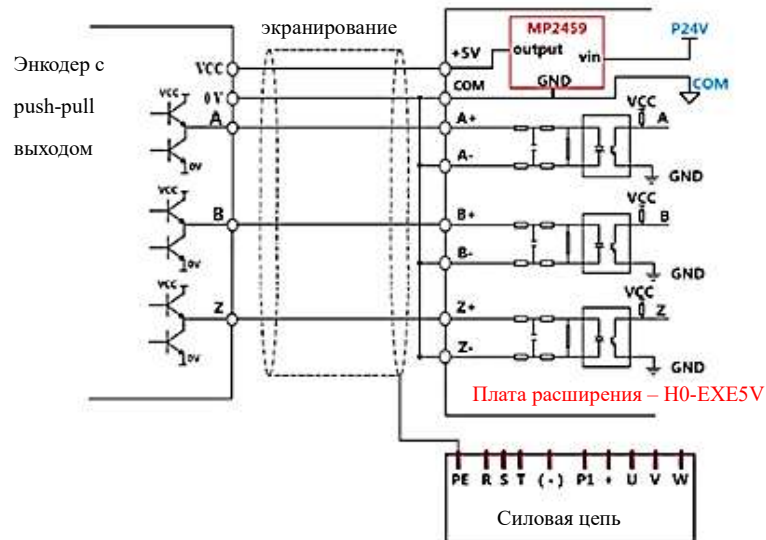 экранирование
MP2459
P24V
Энкодер с
push-pull
выходом
VCC
+5V
output
vin
0V
COM
GND
COM
VCC
A
A+
VCC
A
0V
A-
GND
VCC
B
B+
VCC
B
0V
B-
GND
VCC
Z
Z+
VCC
Z
0V
Z-
GND
Плата расширения – H0-EXE5V
PE R S T (-) P1 + U V W
Силовая цепь